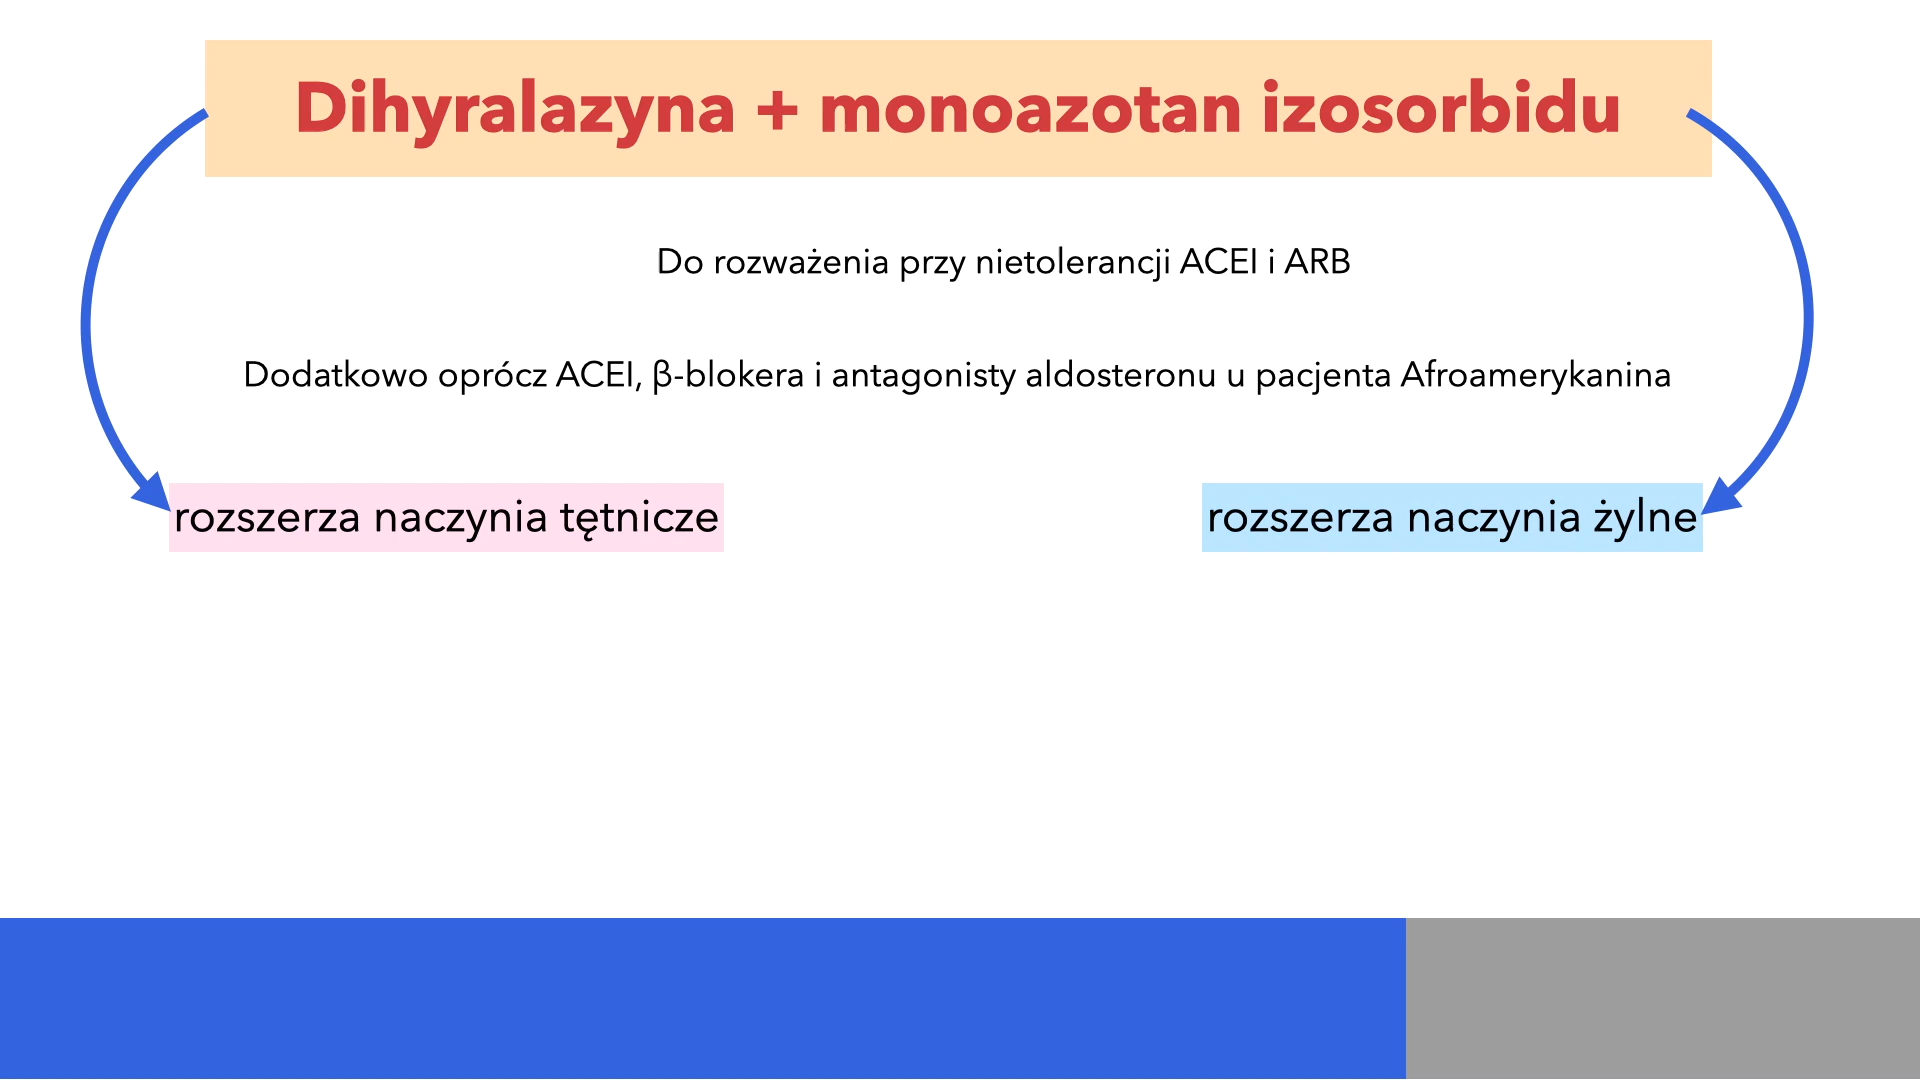 Dihyralazyna + monoazotan izosorbidu
Do rozważenia przy nietolerancji ACEI i ARB
Dodatkowo oprócz ACEI, β-blokera i antagonisty aldosteronu u pacjenta Afroamerykanina
rozszerza naczynia tętnicze
rozszerza naczynia żylne